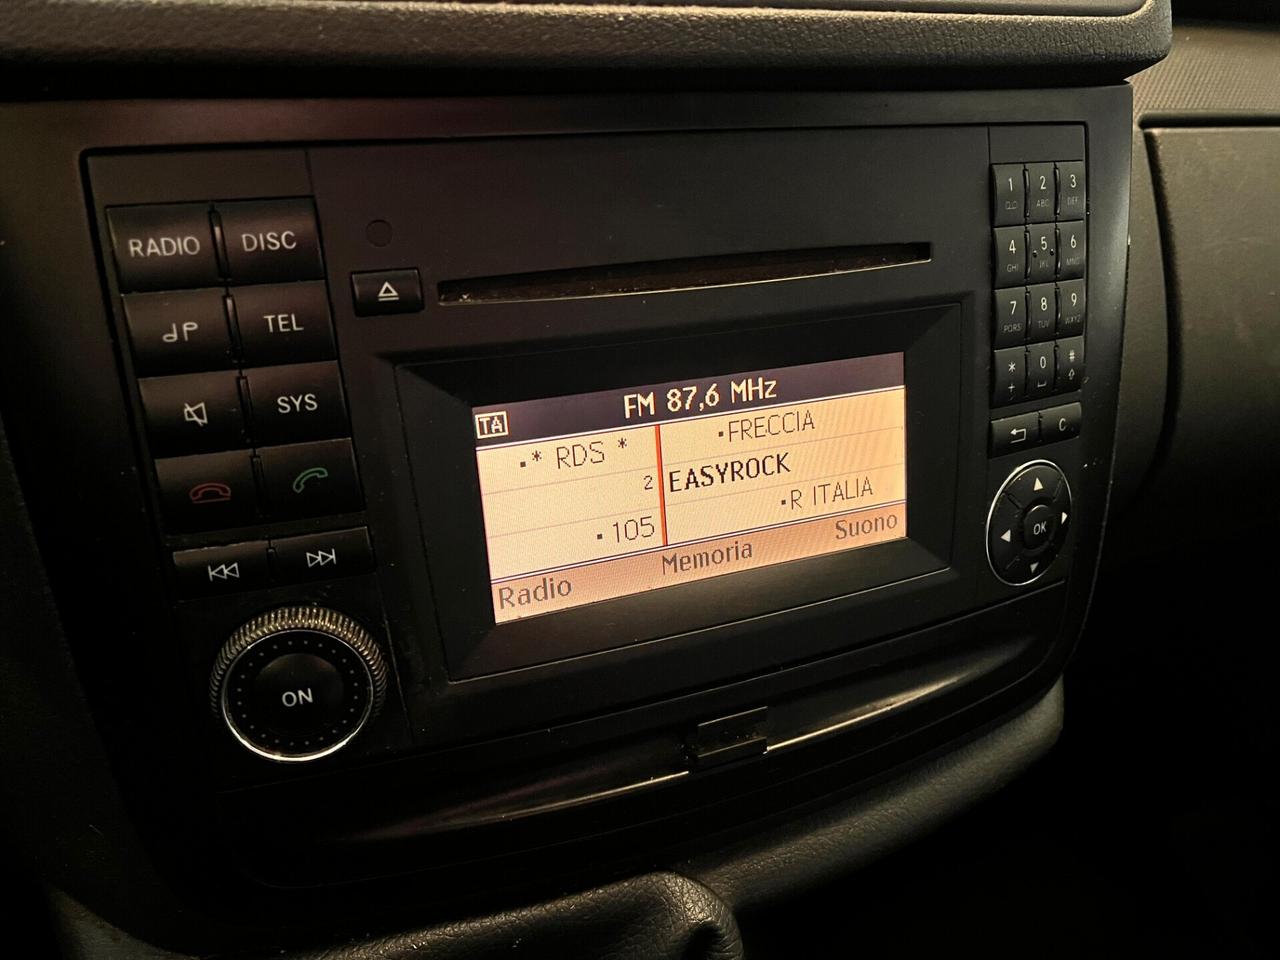 RADIO
DISC
TEL
SYS
ON
TA
FM 87,6 MHz
* RDS *
2
105
FRECCIA
EASYROCK
R ITALIA
Radio
Memoria
Suono
1
2 ABC
3 DEF
4 GHI
5 JKL
6 MNO
7 PQRS
8 TUV
9 WXYZ
*
0
#
+
C
OK